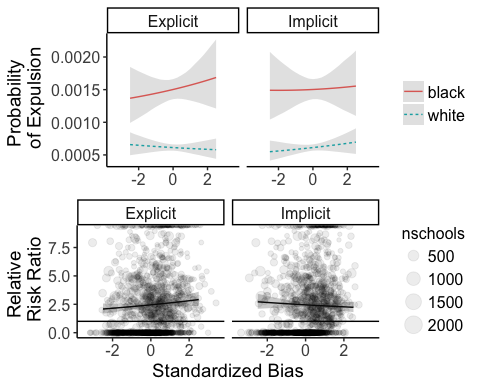 Explicit
Implicit
Probability
of Expulsion
0.0020
0.0015
0.0010
0.0005
-2
0
2
-2
0
2
black
white
Explicit
Implicit
Relative
Risk Ratio
7.5
5.0
2.5
0.0
-2
0
2
-2
0
2
Standardized Bias
nschools
500
1000
1500
2000